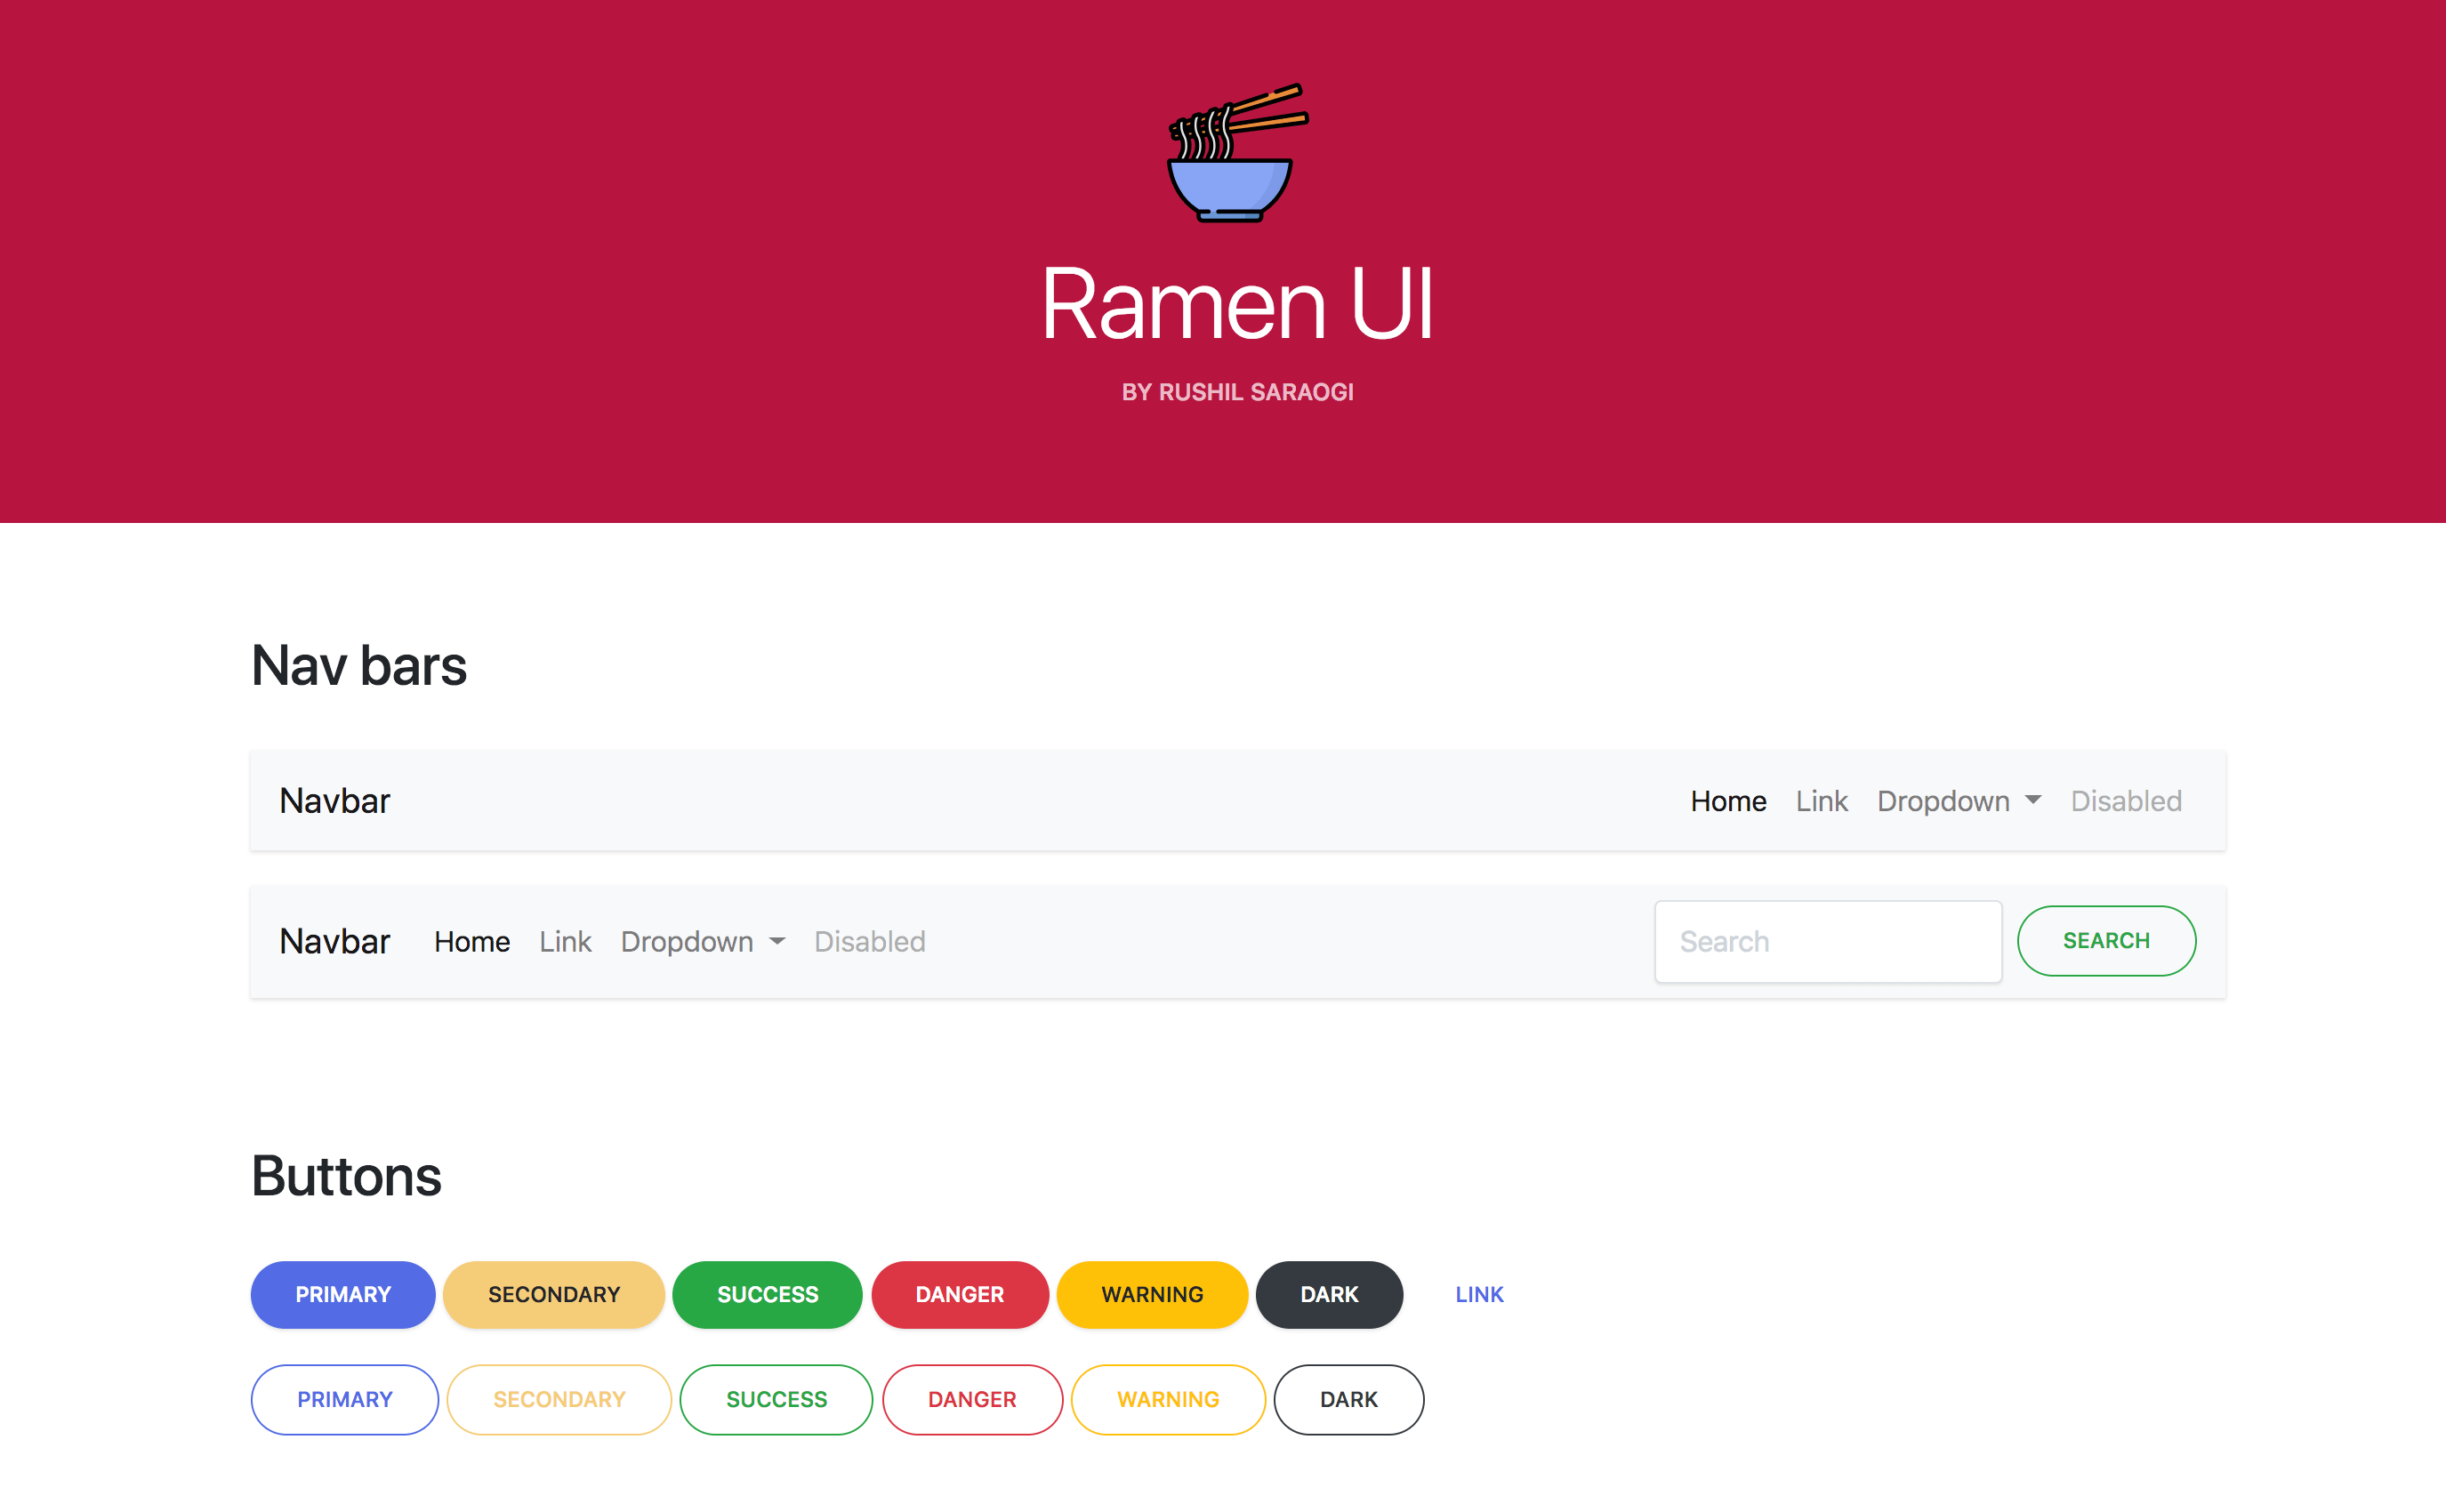 Ramen UI
BY RUSHIL SARAOGI
Nav bars
Navbar Home Link Dropdown Disabled
Navbar Home Link Dropdown Disabled Search SEARCH
Buttons
PRIMARY SECONDARY SUCCESS DANGER WARNING DARK LINK
PRIMARY SECONDARY SUCCESS DANGER WARNING DARK